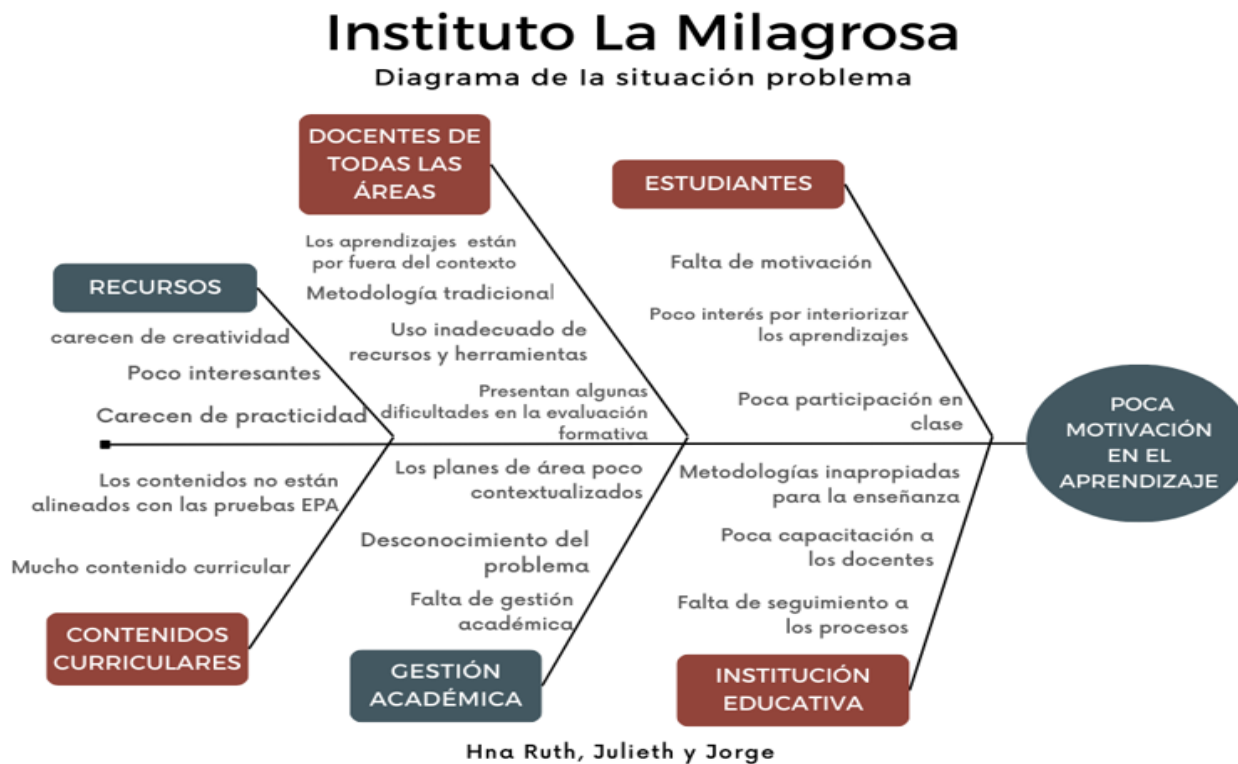 Instituto La Milagrosa
Diagrama de la situación problema
DOCENTES DE
TODAS LAS
ÁREAS
ESTUDIANTES
RECURSOS
Los aprendizajes están
por fuera del contexto
Metodología tradicional
Uso inadecuado de
recursos y herramientas
Presentan algunas
dificultades en la evaluación
formativa
Falta de motivación
Poco interés por interiorizar
los aprendizajes
Poca participación en
clase
carecen de creatividad
Poco interesantes
Carecen de practicidad
POCA
MOTIVACIÓN
EN EL
APRENDIZAJE
Los contenidos no están
alineados con las pruebas EPA
Mucho contenido curricular
CONTENIDOS
CURRICULARES
Los planes de área poco
contextualizados
Desconocimiento del
problema
Falta de gestión
académica
GESTIÓN
ACADÉMICA
Metodologías inapropiadas
para la enseñanza
Poca capacitación a
los docentes
Falta de seguimiento a
los procesos
INSTITUCIÓN
EDUCATIVA
Hna Ruth, Julieth y Jorge